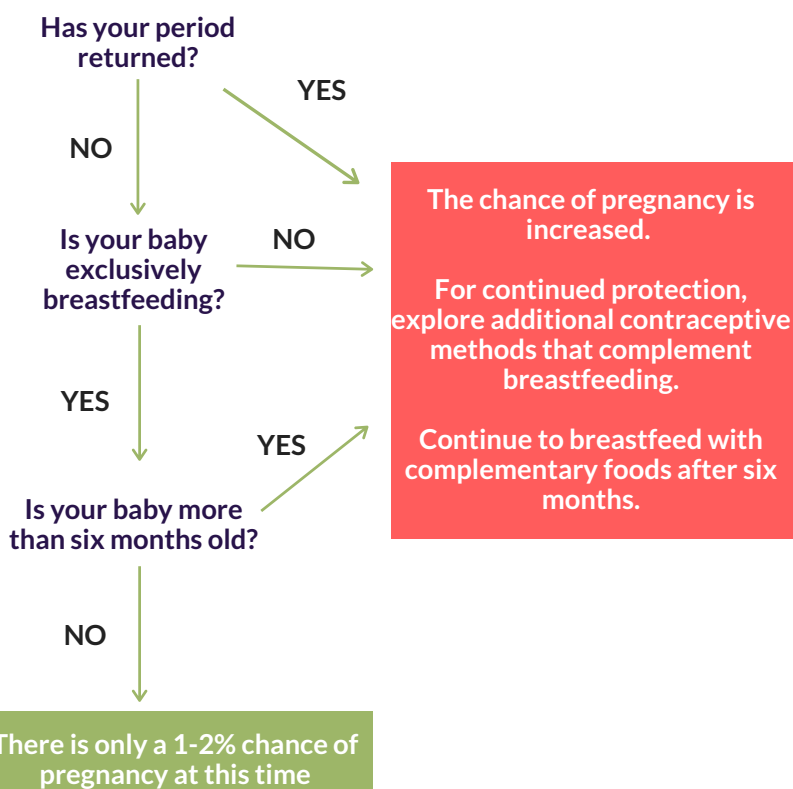 Has your period
returned?
YES
NO
The chance of pregnancy is
increased.
For continued protection,
explore additional contraceptive
methods that complement
breastfeeding.
Continue to breastfeed with
complementary foods after six
months.
Is your baby
exclusively
breastfeeding?
NO
YES
YES
Is your baby more
than six months old?
NO
There is only a 1-2% chance of
pregnancy at this time